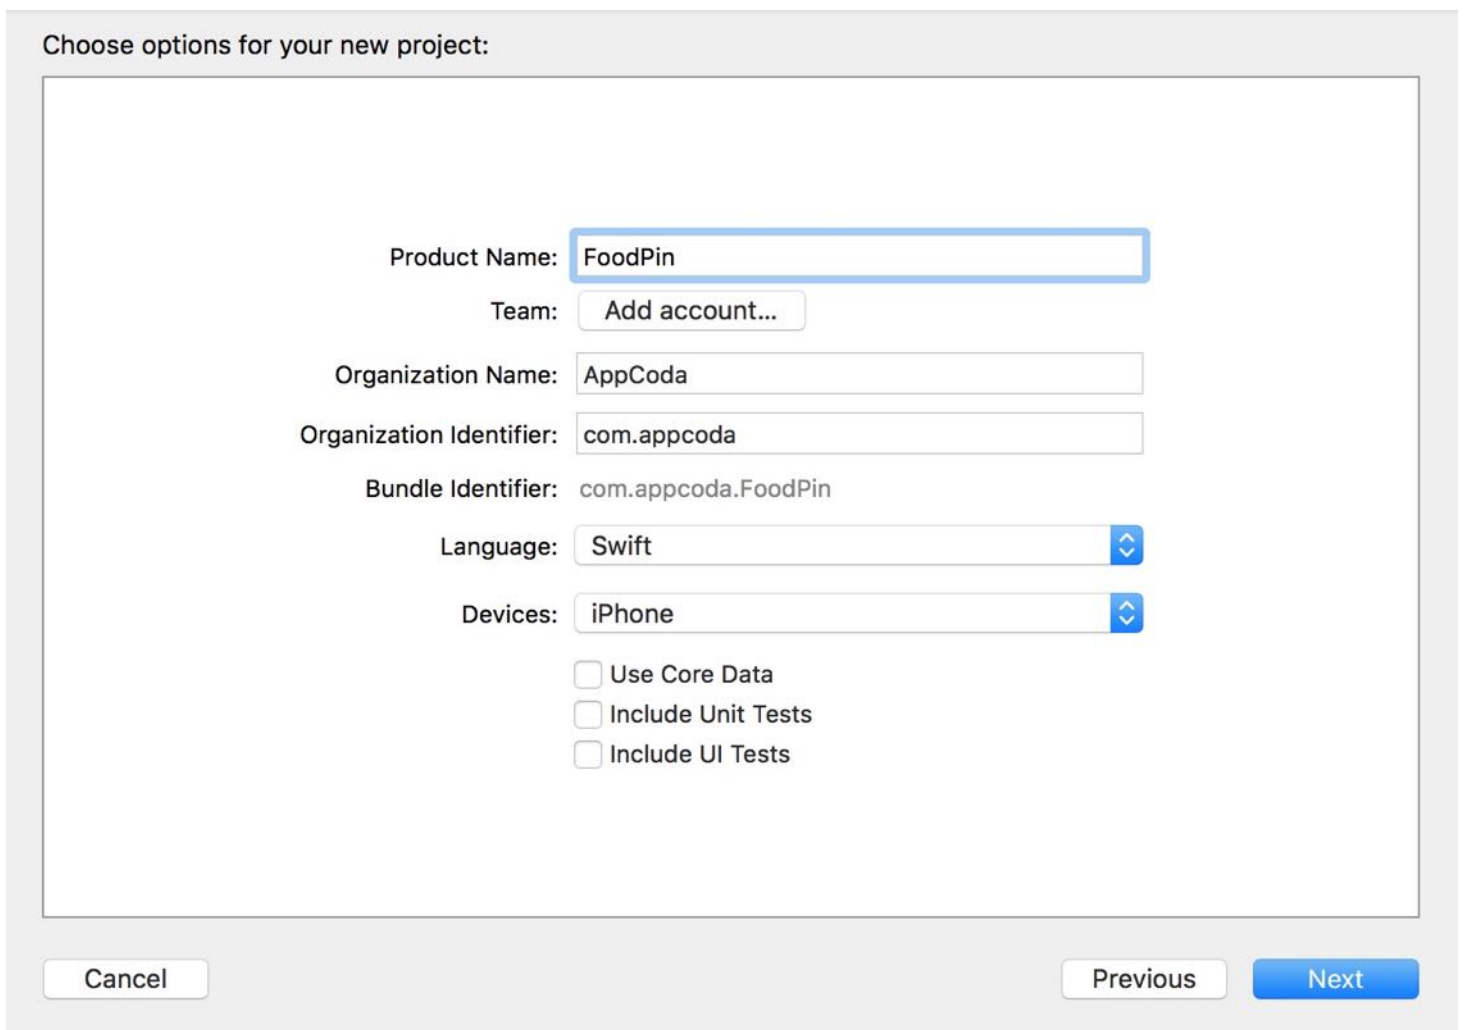 Choose options for your new project:
Product Name: FoodPin
Team: Add account...
Organization Name: AppCoda
Organization Identifier: com.appcoda
Bundle Identifier: com.appcoda.FoodPin
Language: Swift
Devices: iPhone
Use Core Data
Include Unit Tests
Include UI Tests
Cancel Previous Next